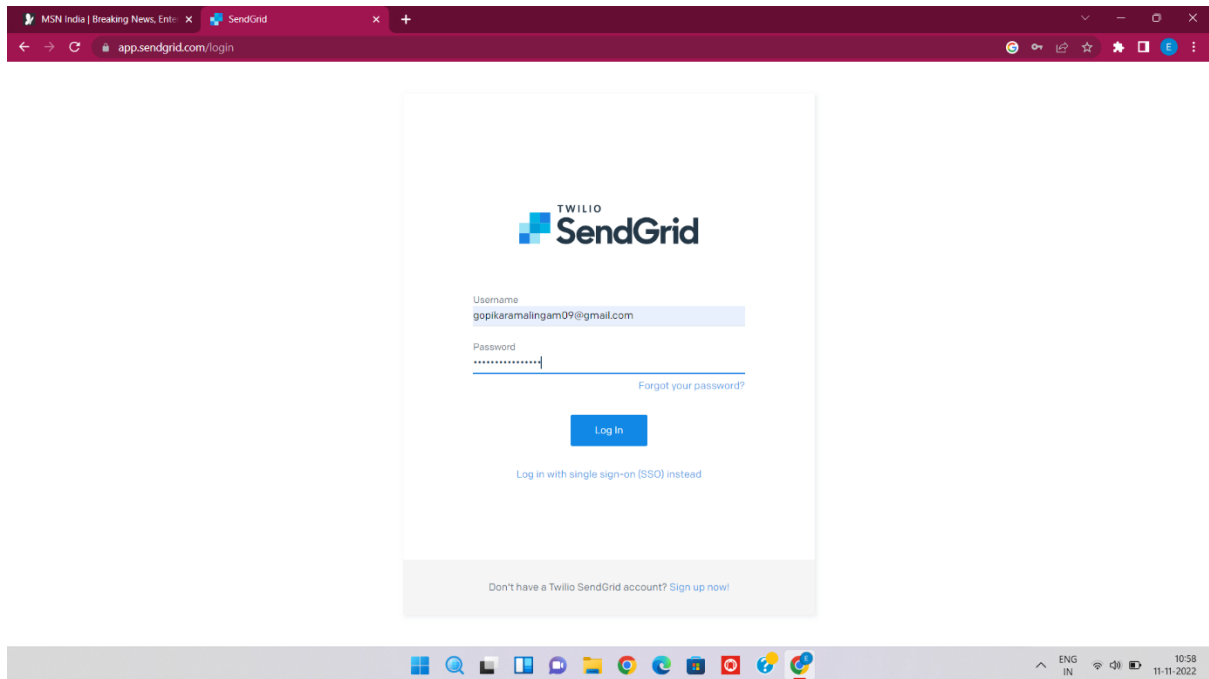 MSN India | Breaking News, Ente
SendGrid
app.sendgrid.com/login
E
TWILIO
SendGrid
Username
gopikaramalingam09@gmail.com
Password
Forgot your password?
Log In
Log in with single sign-on (SSO) instead
Don't have a Twilio SendGrid account? Sign up now!
ENG
IN
10:58
11-11-2022